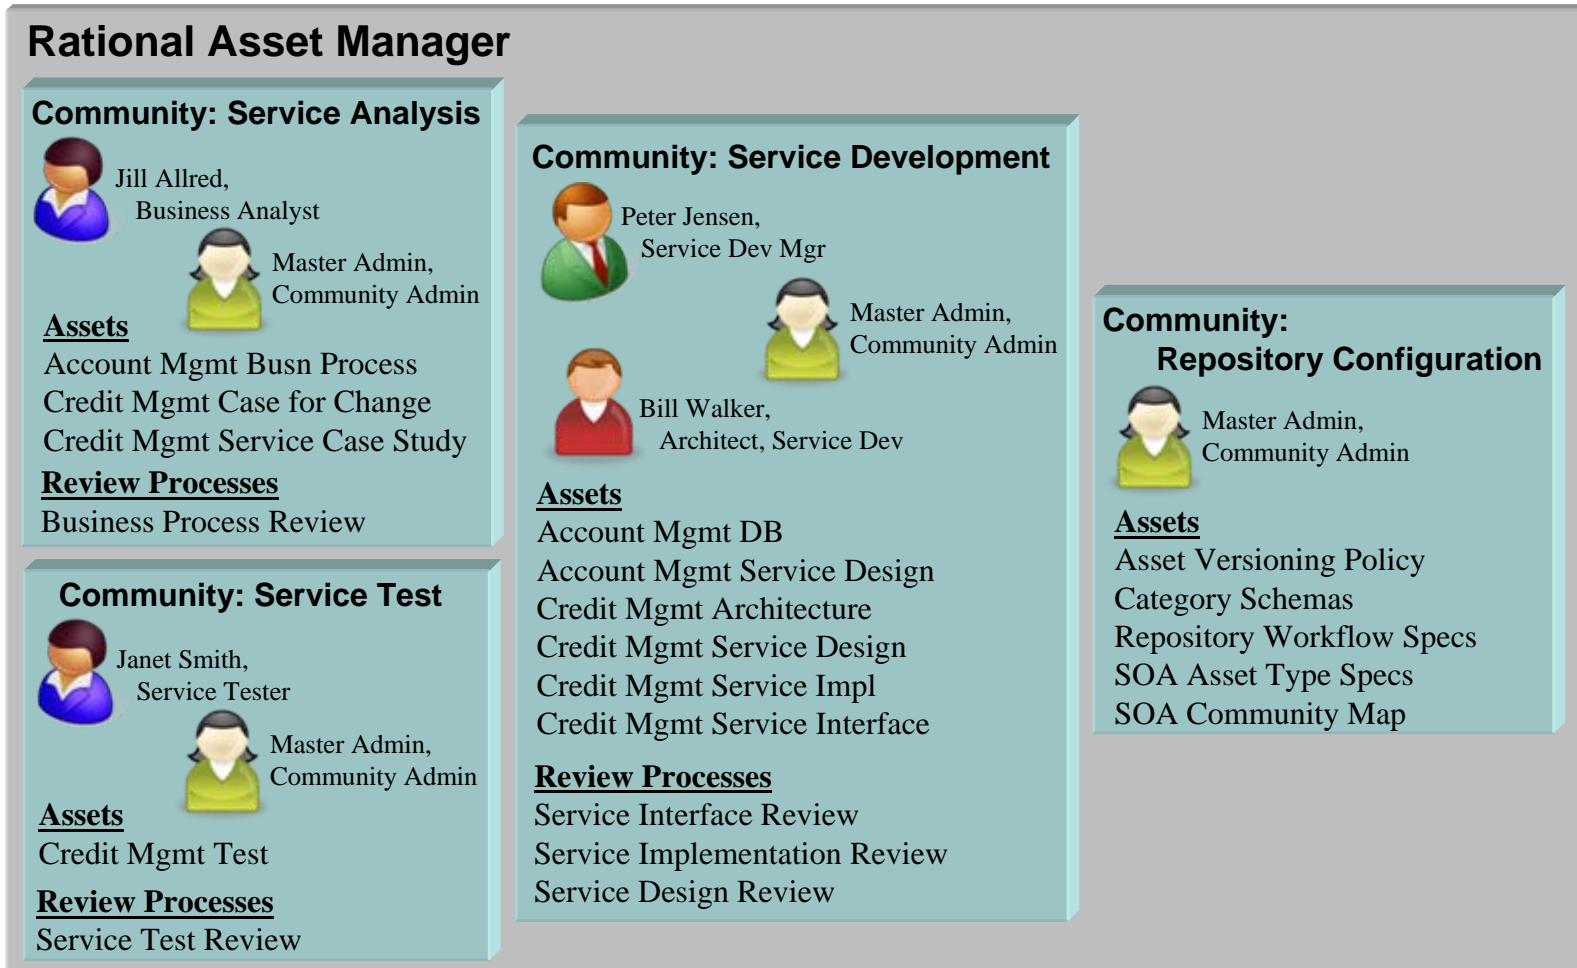 Rational Asset Manager
Community: Service Analysis
Jill Allred,
Business Analyst
Master Admin,
Community Admin
Assets
Account Mgmt Busn Process
Credit Mgmt Case for Change
Credit Mgmt Service Case Study
Review Processes
Business Process Review
Community: Service Test
Janet Smith,
Service Tester
Master Admin,
Community Admin
Assets
Credit Mgmt Test
Review Processes
Service Test Review
Community: Service Development
Peter Jensen,
Service Dev Mgr
Master Admin,
Community Admin
Bill Walker,
Architect, Service Dev
Assets
Account Mgmt DB
Account Mgmt Service Design
Credit Mgmt Architecture
Credit Mgmt Service Design
Credit Mgmt Service Impl
Credit Mgmt Service Interface
Review Processes
Service Interface Review
Service Implementation Review
Service Design Review
Community:
Repository Configuration
Master Admin,
Community Admin
Assets
Asset Versioning Policy
Category Schemas
Repository Workflow Specs
SOA Asset Type Specs
SOA Community Map